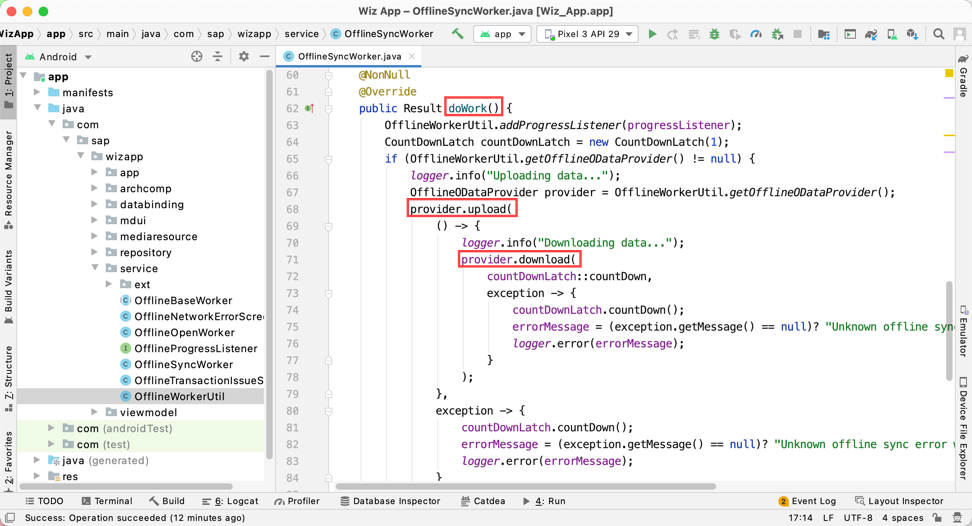 Wiz App – OfflineSyncWorker.java [Wiz_App.app]
WizApp app src main java com sap wizapp service OfflineSyncWorker app Pixel 3 API 29
Android
OfflineSyncWorker.java
1: Project
Resource Manager
Build Variants
Z: Structure
2: Favorites
app
manifests
java
com
sap
wizapp
app
archcomp
databinding
mdui
mediaresource
repository
service
ext
OfflineBaseWorker
OfflineNetworkErrorScre
OfflineOpenWorker
OfflineProgressListener
OfflineSyncWorker
OfflineTransactionIssueS
OfflineWorkerUtil
viewmodel
com (androidTest)
com (test)
java (generated)
res
60 @NonNull
61 @Override
62 public Result doWork() {
63 OfflineWorkerUtil.addProgressListener(progressListener);
64 CountDownLatch countDownLatch = new CountDownLatch(1);
65 if (OfflineWorkerUtil.getOfflineODataProvider() != null) {
66 logger.info("Uploading data...");
67 OfflineODataProvider provider = OfflineWorkerUtil.getOfflineODataProvider();
68 provider.upload(
69 () -> {
70 logger.info("Downloading data...");
71 provider.download(
72 countDownLatch::countDown,
73 exception -> {
74 countDownLatch.countDown();
75 errorMessage = (exception.getMessage() == null)? "Unknown offline sync
76 logger.error(errorMessage);
77 }
78 );
79 },
80 exception -> {
81 countDownLatch.countDown();
82 errorMessage = (exception.getMessage() == null)? "Unknown offline sync error
83 logger.error(errorMessage);
84 }
Gradle
Emulator
Device File Explorer
TODO Terminal Build 6: Logcat Profiler Database Inspector Catdea 4: Run 2 Event Log Layout Inspector
Success: Operation succeeded (12 minutes ago) 17:14 LF UTF-8 4 spaces